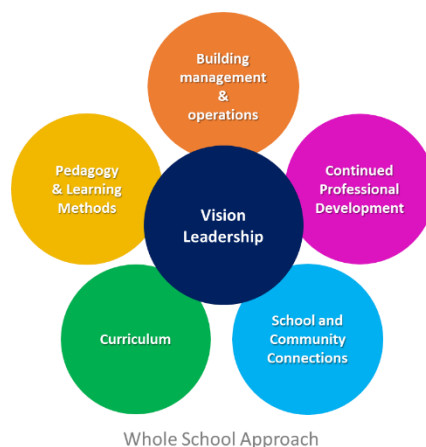 Building
management
&
operations
Pedagogy
& Learning
Methods
Continued
Professional
Development
Vision
Leadership
Curriculum
School and
Community
Connections
Whole School Approach